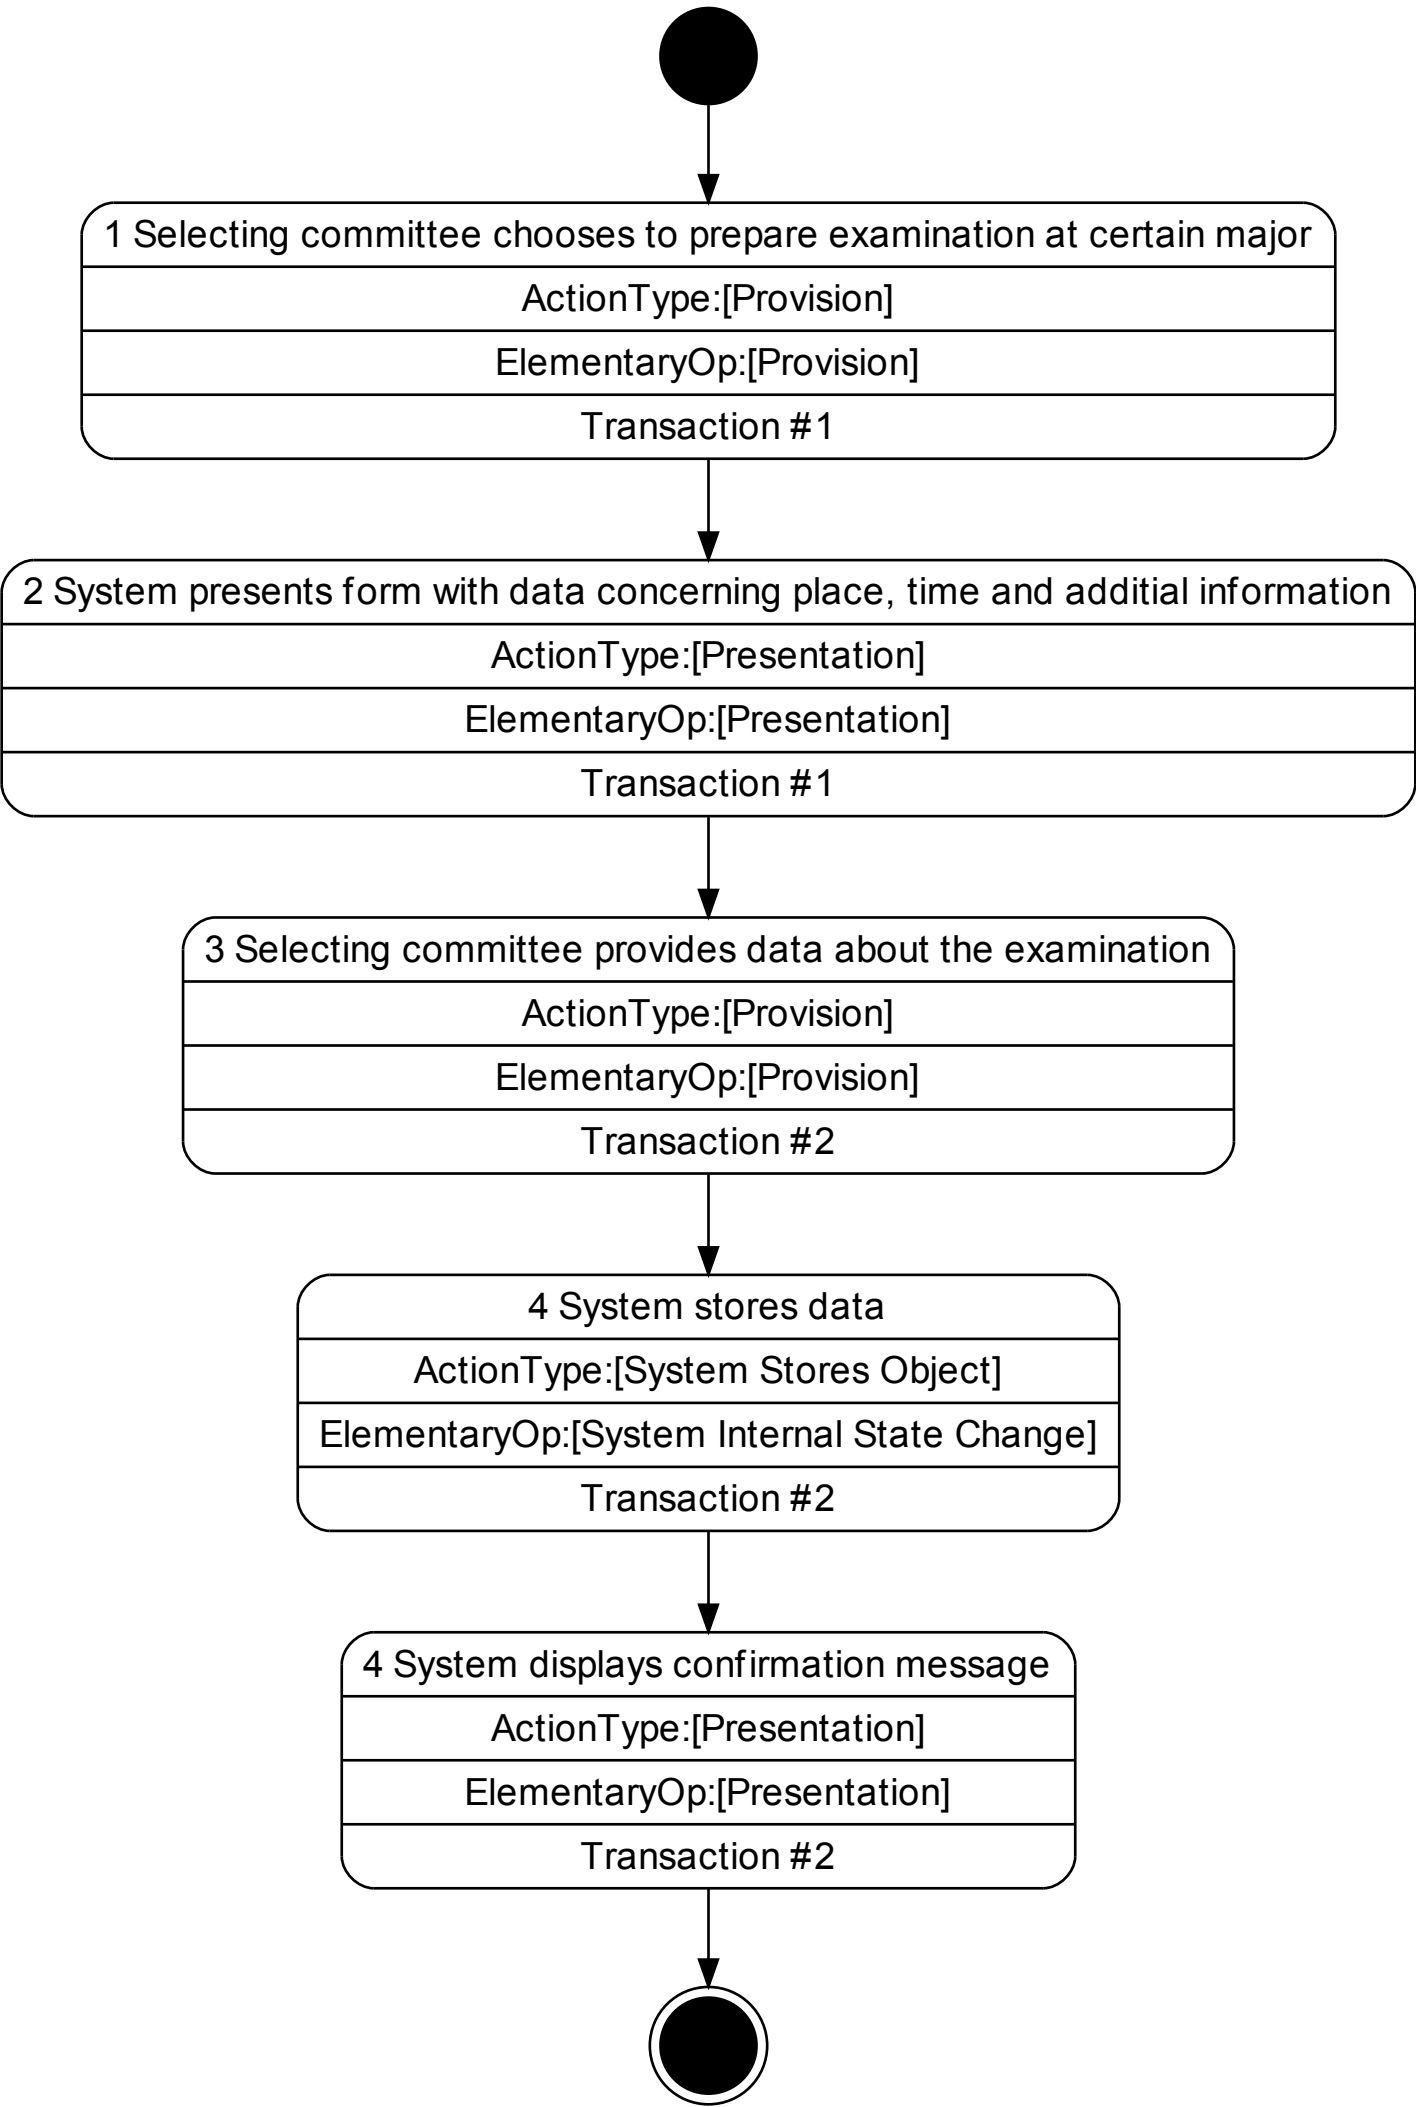 1 Selecting committee chooses to prepare examination at certain major
ActionType:[Provision]
ElementaryOp:[Provision]
Transaction #1
2 System presents form with data concerning place, time and additial information
ActionType:[Presentation]
ElementaryOp:[Presentation]
Transaction #1
3 Selecting committee provides data about the examination
ActionType:[Provision]
ElementaryOp:[Provision]
Transaction #2
4 System stores data
ActionType:[System Stores Object]
ElementaryOp:[System Internal State Change]
Transaction #2
4 System displays confirmation message
ActionType:[Presentation]
ElementaryOp:[Presentation]
Transaction #2